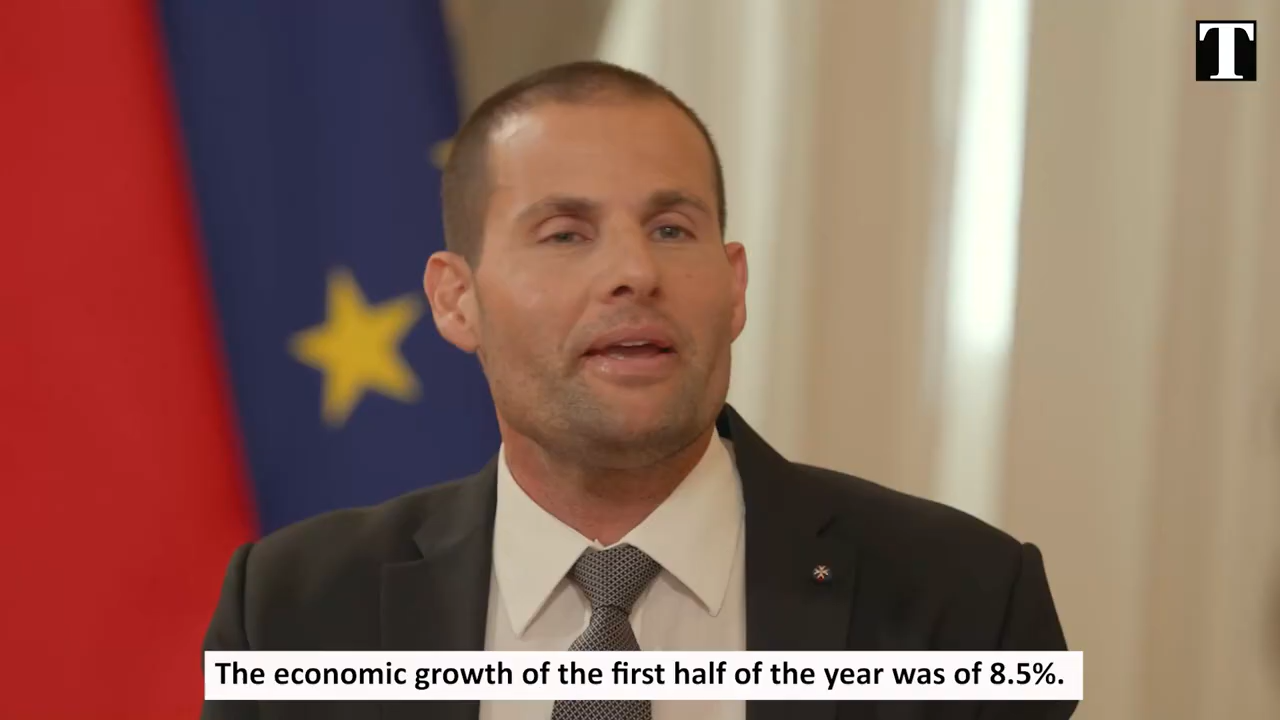 T
The economic growth of the first half of the year was of 8.5%.